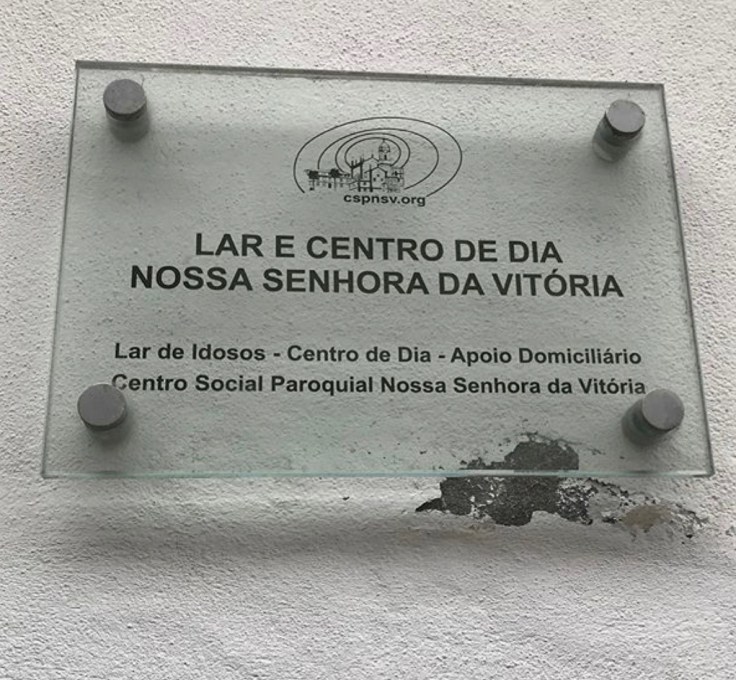 cspnsv.org
LAR E CENTRO DE DIA
NOSSA SENHORA DA VITÓRIA
Lar de Idosos - Centro de Dia - Apoio Domiciliário
Centro Social Paroquial Nossa Senhora da Vitória